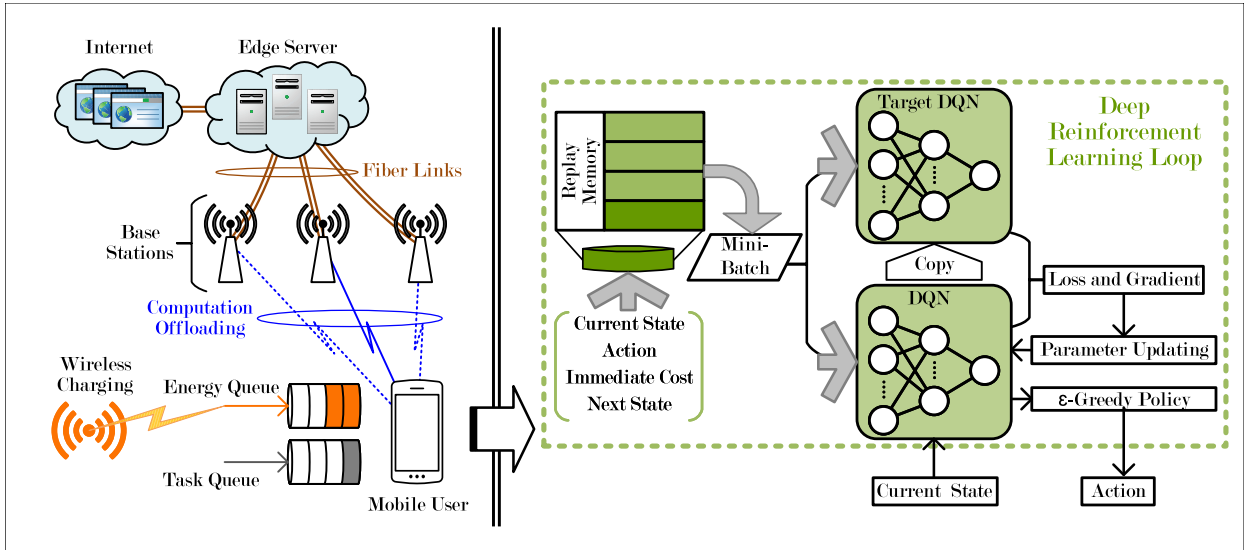 Internet
Edge Server
Fiber Links
Base
Stations
Computation
Offloading
Wireless
Charging
Energy Queue
Task Queue
Mobile User
Deep
Reinforcement
Learning Loop
Replay
Memory
Mini-
Batch
Current State
Action
Immediate Cost
Next State
Target DQN
Copy
DQN
Loss and Gradient
Parameter Updating
ε-Greedy Policy
Current State
Action